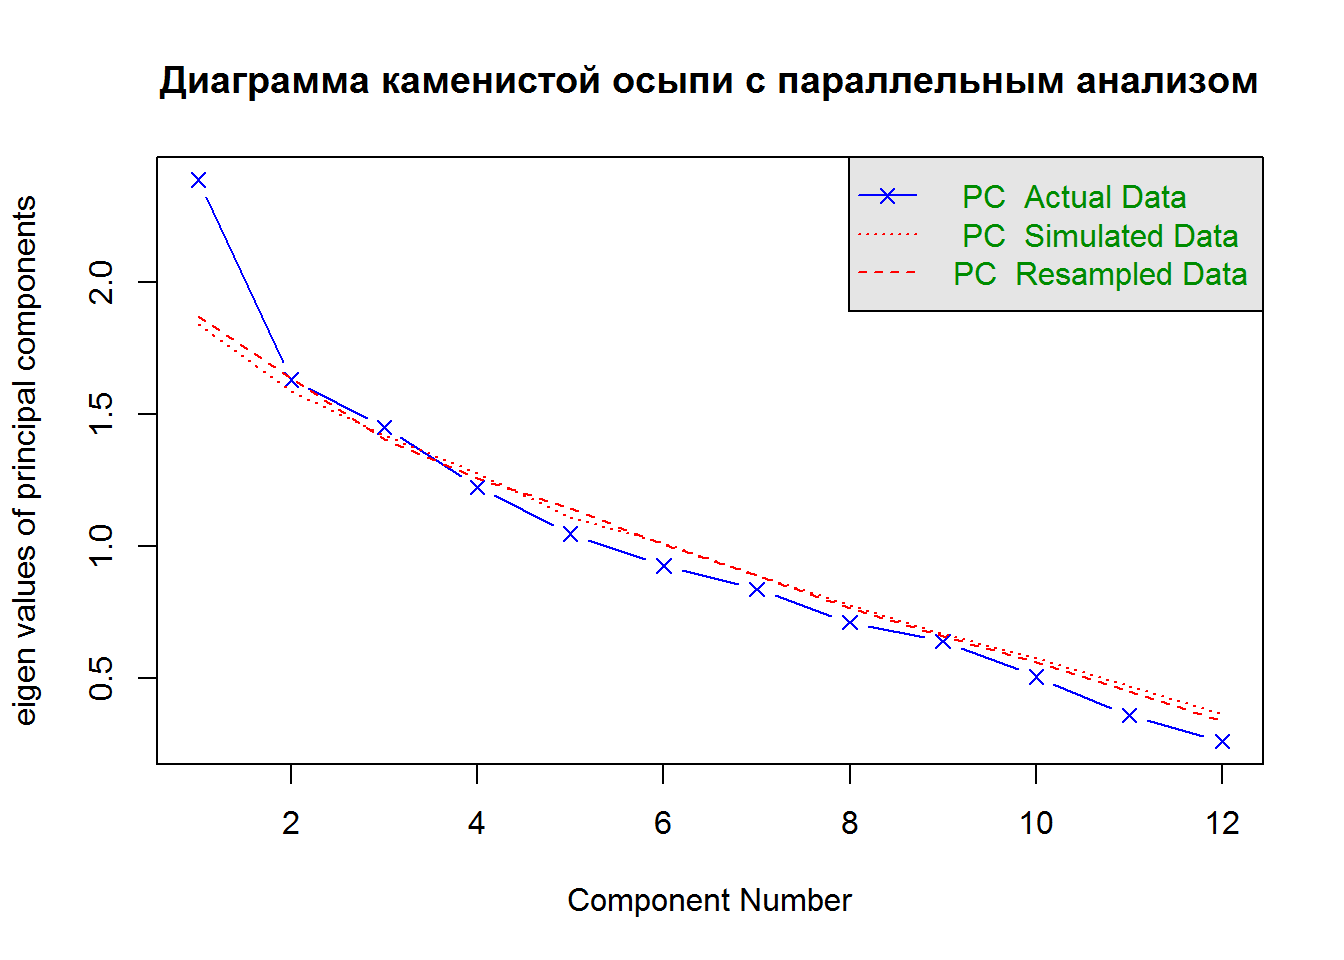 Диаграмма каменистой осыпи с параллельным анализом
PC Actual Data
PC Simulated Data
PC Resampled Data
eigen values of principal components
2.0
1.5
1.0
0.5
2 4 6 8 10 12
Component Number